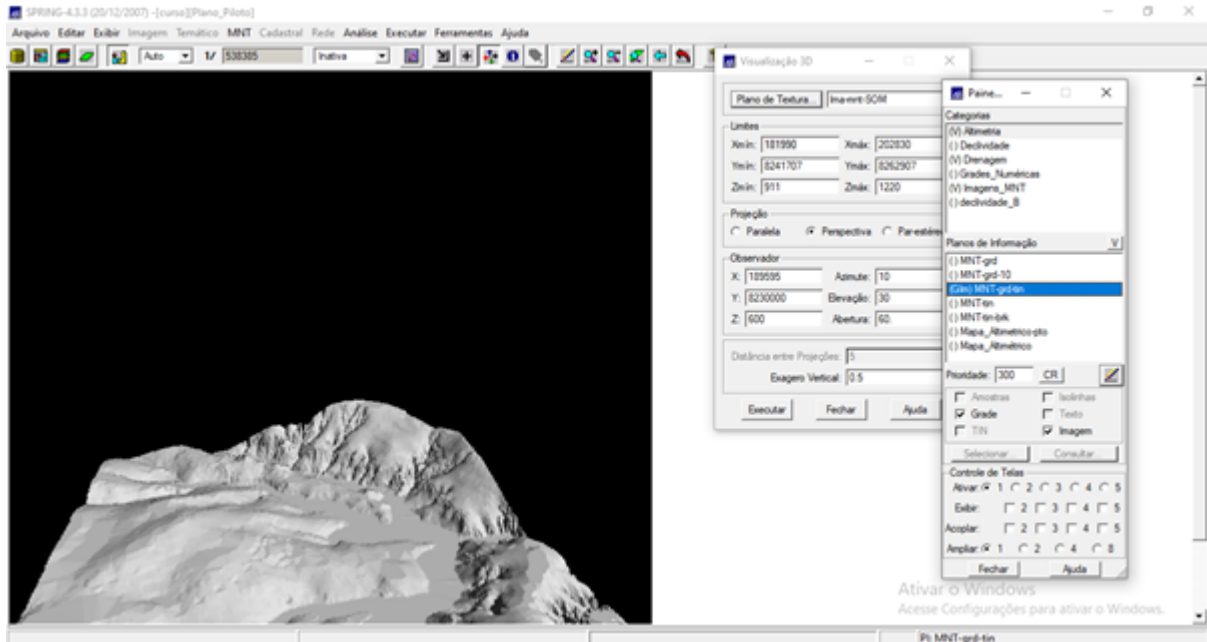 SPRING-4.3.3 (20/12/2007) -[curso][Plano_Piloto]
Arquivo Editar Exibir Imagem Temático MNT Cadastral Rede Análise Executar Ferramentas Ajuda
Auto 1/ 538385 Inativa
Visualização 3D
Plano de Textura... Ima-mnt-SOM
Limites
Xmín: 181990 Xmáx: 202830
Ymín: 8241707 Ymáx: 8262907
Zmín: 911 Zmáx: 1220
Projeção
Paralela Perspectiva Par-estére
Observador
X: 189595 Azimute: 10
Y: 8230000 Elevação: 30
Z: 600 Abertura: 60.
Distância entre Projeções: 5
Exagero Vertical: 0.5
Executar Fechar Ajuda
Paine...
Categorias
(V) Altimetria
( ) Declividade
(V) Drenagem
( ) Grades_Numéricas
(V) Imagens_MNT
( ) declividade_B
Planos de Informação V
( ) MNT-grd
( ) MNT-grd-10
(GIm) MNT-grd-tin
( ) MNT-tin
( ) MNT-tin-brk
( ) Mapa_Altimetrico-pto
( ) Mapa_Altimétrico
Prioridade: 300 CR
Amostras Isolinhas
Grade Texto
TIN Imagem
Selecionar... Consultar...
Controle de Telas
Ativar: 1 2 3 4 5
Exibir: 2 3 4 5
Acoplar: 2 3 4 5
Ampliar: 1 2 4 8
Fechar Ajuda
Ativar o Windows
Acesse Configurações para ativar o Windows.
PI: MNT-grd-tin